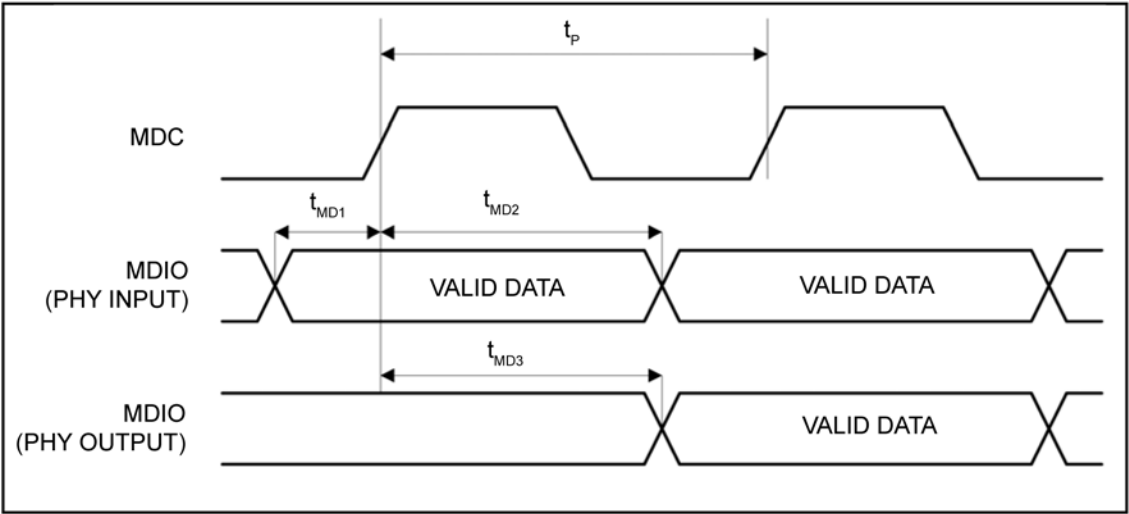 tP
MDC
tMD1
tMD2
MDIO
(PHY INPUT)
VALID DATA
VALID DATA
tMD3
MDIO
(PHY OUTPUT)
VALID DATA